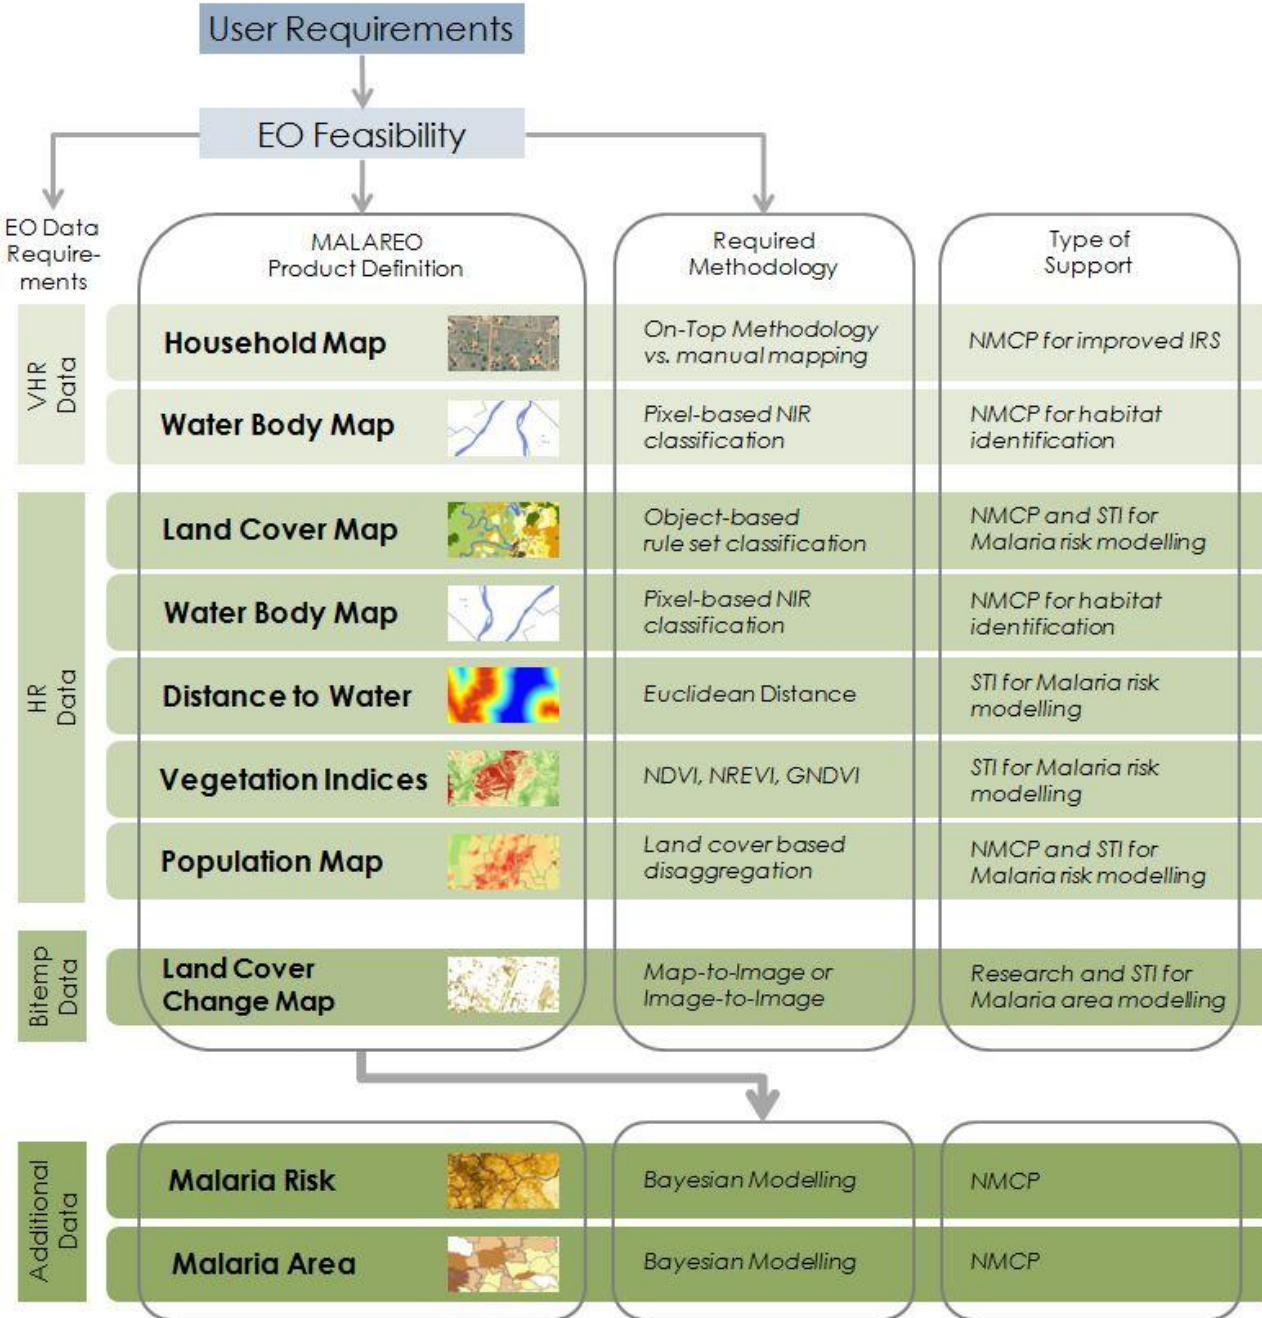 User Requirements
EO Feasibility
EO Data
Require-
ments
MALAREO
Product Definition
Required
Methodology
Type of
Support
VHR
Data
Household Map
On-Top Methodology
vs. manual mapping
NMCP for improved IRS
Water Body Map
Pixel-based NIR
classification
NMCP for habitat
identification
HR
Data
Land Cover Map
Object-based
rule set classification
NMCP and STI for
Malaria risk modelling
Water Body Map
Pixel-based NIR
classification
NMCP for habitat
identification
Distance to Water
Euclidean Distance
STI for Malaria risk
modelling
Vegetation Indices
NDVI, NREVI, GNDVI
STI for Malaria risk
modelling
Population Map
Land cover based
disaggregation
NMCP and STI for
Malaria risk modelling
Bitemp
Data
Land Cover
Change Map
Map-to-Image or
Image-to-Image
Research and STI for
Malaria area modelling
Additional
Data
Malaria Risk
Bayesian Modelling
NMCP
Malaria Area
Bayesian Modelling
NMCP